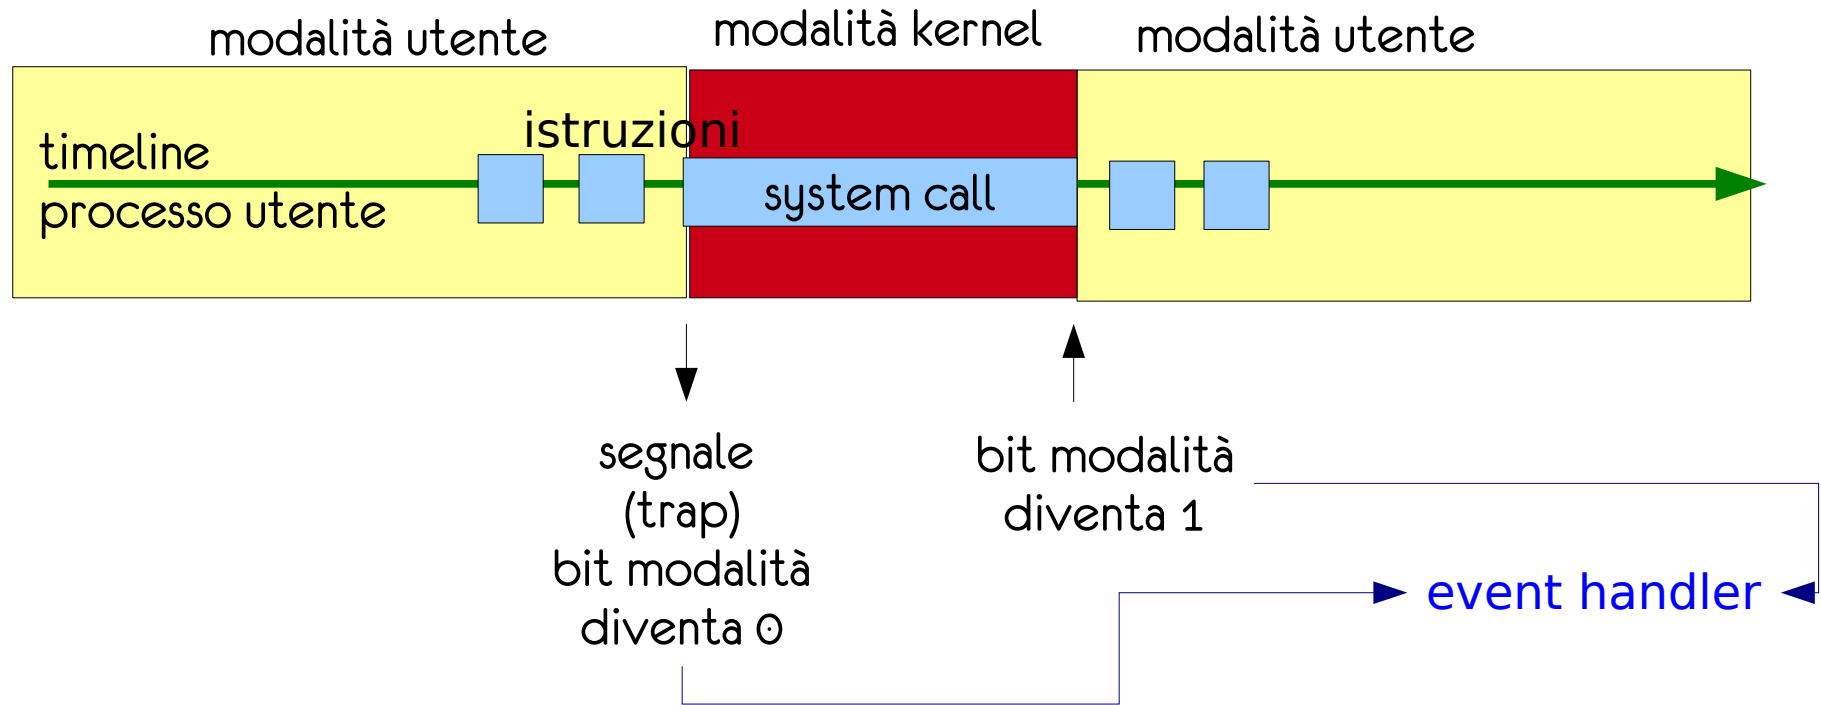 modalità utente
modalità kernel
modalità utente
istruzioni
timeline
processo utente
system call
segnale
(trap)
bit modalità
diventa 0
bit modalità
diventa 1
event handler